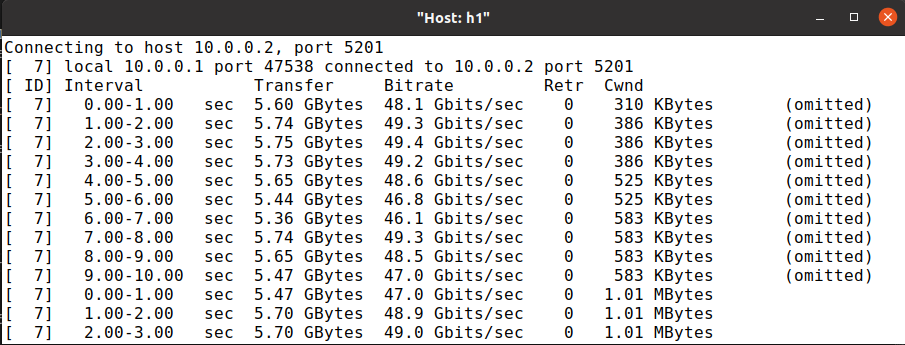 "Host: h1"
Connecting to host 10.0.0.2, port 5201
[  7] local 10.0.0.1 port 47538 connected to 10.0.0.2 port 5201
[ ID] Interval           Transfer     Bitrate         Retr  Cwnd
[  7]   0.00-1.00   sec  5.60 GBytes  48.1 Gbits/sec    0    310 KBytes       (omitted)
[  7]   1.00-2.00   sec  5.74 GBytes  49.3 Gbits/sec    0    386 KBytes       (omitted)
[  7]   2.00-3.00   sec  5.75 GBytes  49.4 Gbits/sec    0    386 KBytes       (omitted)
[  7]   3.00-4.00   sec  5.73 GBytes  49.2 Gbits/sec    0    386 KBytes       (omitted)
[  7]   4.00-5.00   sec  5.65 GBytes  48.6 Gbits/sec    0    525 KBytes       (omitted)
[  7]   5.00-6.00   sec  5.44 GBytes  46.8 Gbits/sec    0    525 KBytes       (omitted)
[  7]   6.00-7.00   sec  5.36 GBytes  46.1 Gbits/sec    0    583 KBytes       (omitted)
[  7]   7.00-8.00   sec  5.74 GBytes  49.3 Gbits/sec    0    583 KBytes       (omitted)
[  7]   8.00-9.00   sec  5.65 GBytes  48.5 Gbits/sec    0    583 KBytes       (omitted)
[  7]   9.00-10.00  sec  5.47 GBytes  47.0 Gbits/sec    0    583 KBytes       (omitted)
[  7]   0.00-1.00   sec  5.47 GBytes  47.0 Gbits/sec    0   1.01 MBytes
[  7]   1.00-2.00   sec  5.70 GBytes  48.9 Gbits/sec    0   1.01 MBytes
[  7]   2.00-3.00   sec  5.70 GBytes  49.0 Gbits/sec    0   1.01 MBytes